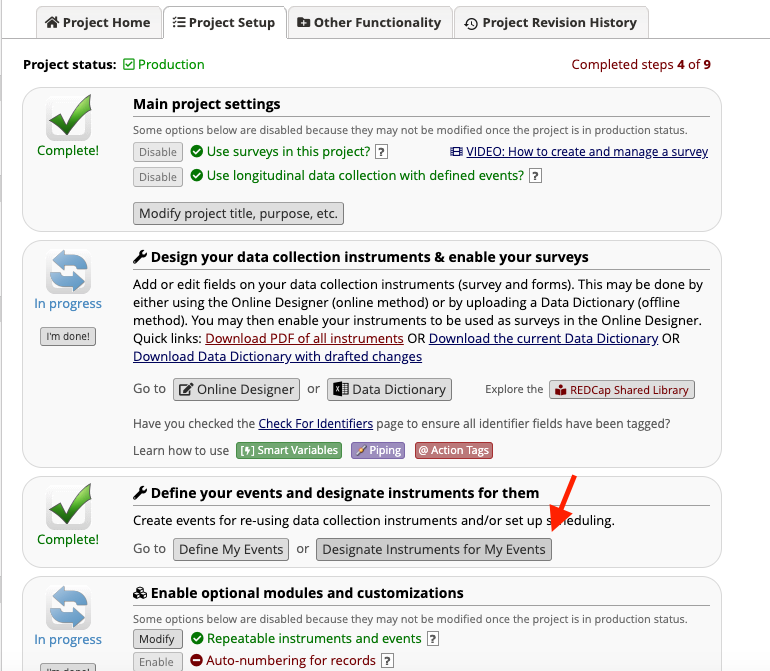 Project Home
Project Setup
Other Functionality
Project Revision History
Project status: Production
Completed steps 4 of 9
Complete!
Main project settings
Some options below are disabled because they may not be modified once the project is in production status.
Disable Use surveys in this project? ? VIDEO: How to create and manage a survey
Disable Use longitudinal data collection with defined events? ?
Modify project title, purpose, etc.
In progress
I'm done!
Design your data collection instruments & enable your surveys
Add or edit fields on your data collection instruments (survey and forms). This may be done by
either using the Online Designer (online method) or by uploading a Data Dictionary (offline
method). You may then enable your instruments to be used as surveys in the Online Designer.
Quick links: Download PDF of all instruments OR Download the current Data Dictionary OR
Download Data Dictionary with drafted changes
Go to Online Designer or Data Dictionary Explore the REDCap Shared Library
Have you checked the Check For Identifiers page to ensure all identifier fields have been tagged?
Learn how to use [ ] Smart Variables Piping @ Action Tags
Complete!
Define your events and designate instruments for them
Create events for re-using data collection instruments and/or set up scheduling.
Go to Define My Events or Designate Instruments for My Events
In progress
I'm done!
Enable optional modules and customizations
Some options below are disabled because they may not be modified once the project is in production status.
Modify Repeatable instruments and events ?
Enable Auto-numbering for records ?